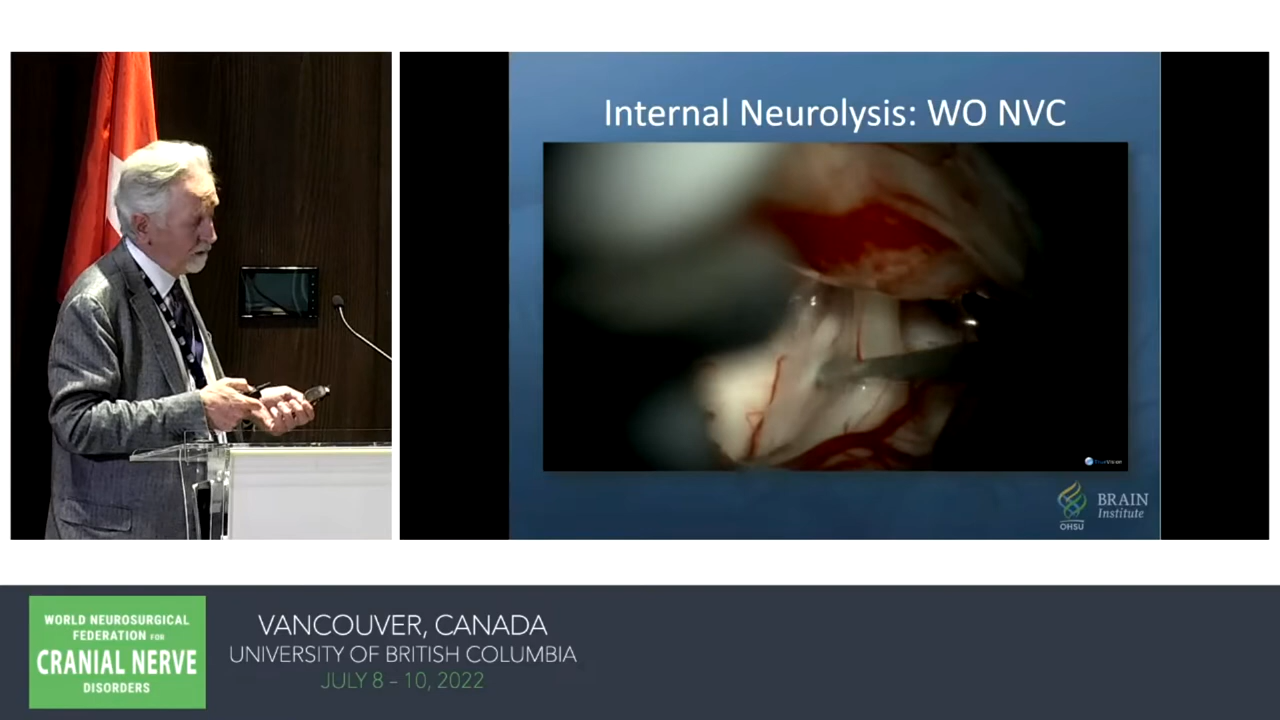 Internal Neurolysis: WO NVC
BRAIN
Institute
OHSU
WORLD NEUROSURGICAL
FEDERATION FOR
CRANIAL NERVE
DISORDERS
VANCOUVER, CANADA
UNIVERSITY OF BRITISH COLUMBIA
JULY 8 – 10, 2022